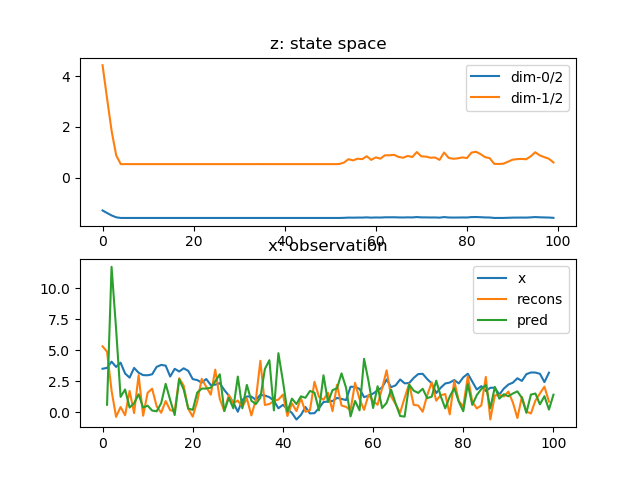 z: state space
4
2
0
dim-0/2
dim-1/2
0 20 40 60 80 100
x: observation
10.0
7.5
5.0
2.5
0.0
x
recons
pred
0 20 40 60 80 100